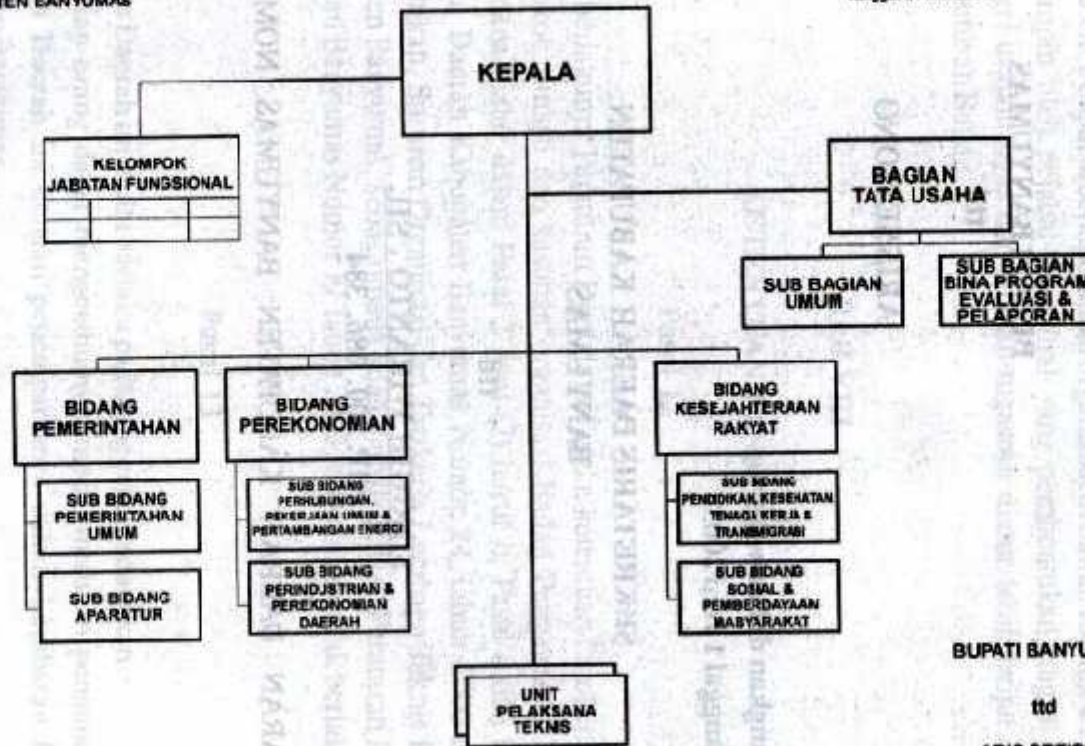 KEPALA
KELOMPOK
JABATAN FUNGSIONAL
BAGIAN
TATA USAHA
SUB BAGIAN
UMUM
SUB BAGIAN
BINA PROGRAM
EVALUASI &
PELAPORAN
BIDANG
PEMERINTAHAN
BIDANG
PEREKONOMIAN
BIDANG
KESEJAHTERAAN
RAKYAT
SUB BIDANG
PEMERINTAHAN
UMUM
SUB BIDANG
PERHUBUNGAN,
PEKERJAAN UMUM &
PERTAMBANGAN ENERGI
SUB BIDANG
PENDIDIKAN, KESEHATAN,
TENAGA KERJA &
TRANSMIGRASI
SUB BIDANG
APARATUR
SUB BIDANG
PERINDUSTRIAN &
PEREKONOMIAN
DAERAH
SUB BIDANG
SOSIAL &
PEMBERDAYAAN
MASYARAKAT
UNIT
PELAKSANA
TEKNIS
BUPATI BANYU
ttd